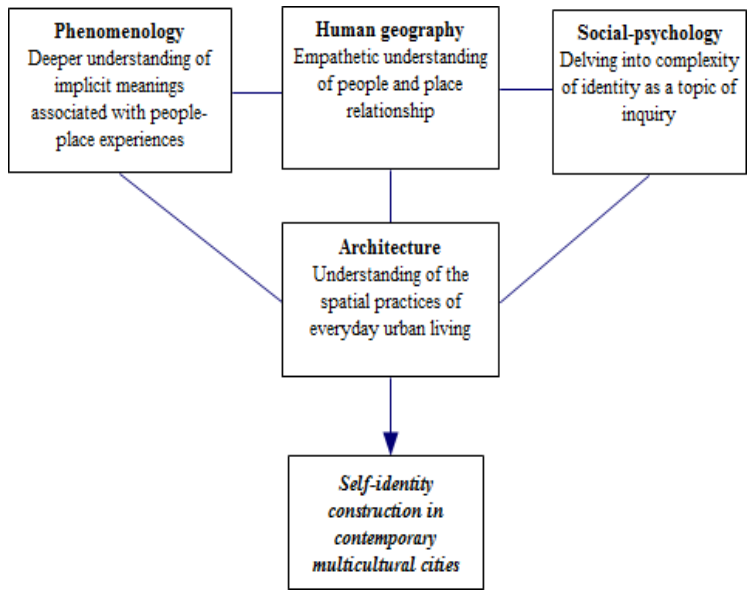 Phenomenology
Deeper understanding of
implicit meanings
associated with people-
place experiences
Human geography
Empathetic understanding
of people and place
relationship
Social-psychology
Delving into complexity
of identity as a topic of
inquiry
Architecture
Understanding of the
spatial practices of
everyday urban living
Self-identity
construction in
contemporary
multicultural cities